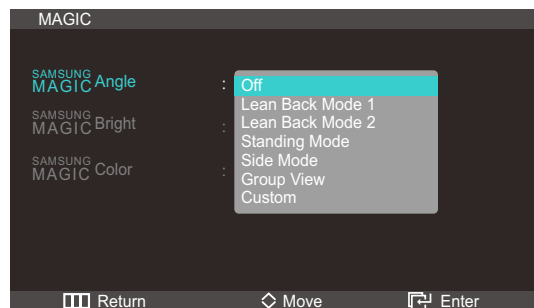 MAGIC
SAMSUNG MAGIC Angle : Off
Lean Back Mode 1
SAMSUNG MAGIC Bright : Lean Back Mode 2
Standing Mode
SAMSUNG MAGIC Color : Side Mode
Group View
Custom
Return Move Enter